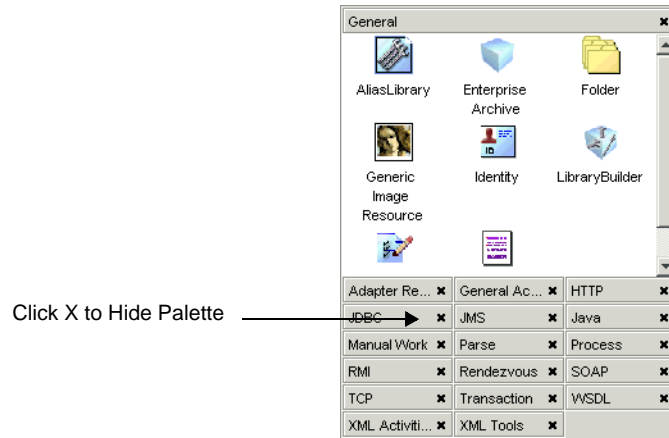 General
AliasLibrary
Enterprise
Archive
Folder
Generic
Image
Resource
ID
Identity
LibraryBuilder
Adapter Re...
General Ac...
HTTP
Click X to Hide Palette
JDBC
JMS
Java
Manual Work
Parse
Process
RMI
Rendezvous
SOAP
TCP
Transaction
WSDL
XML Activiti...
XML Tools